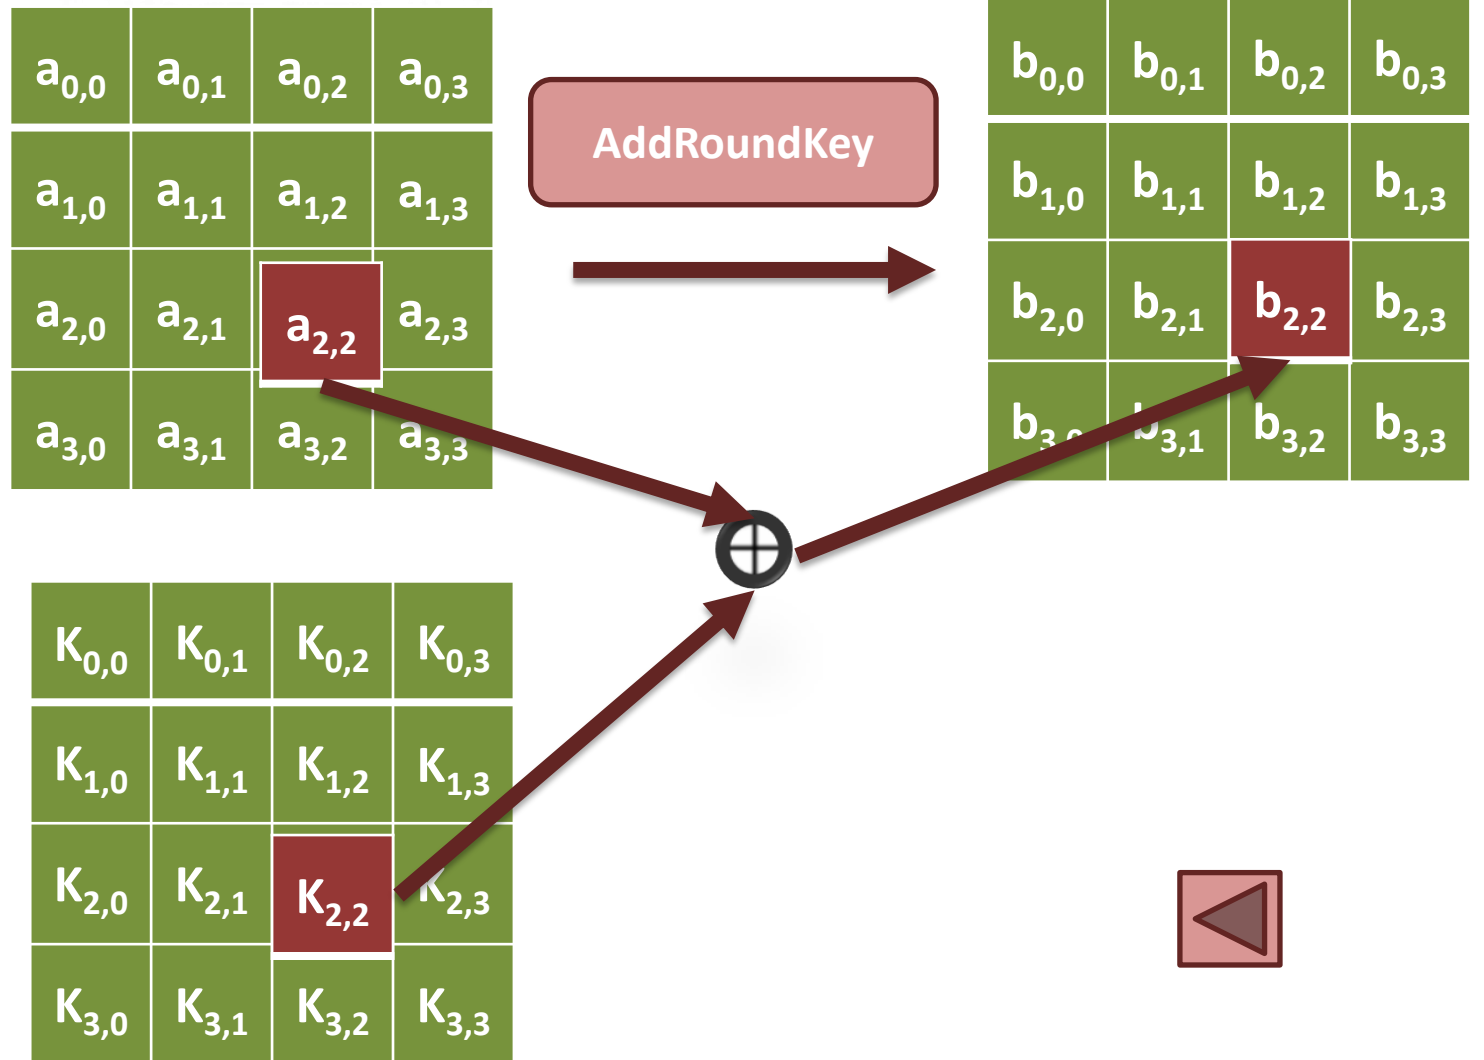 a0,0 a0,1 a0,2 a0,3
a1,0 a1,1 a1,2 a1,3
a2,0 a2,1 a2,2 a2,3
a3,0 a3,1 a3,2 a3,3
AddRoundKey
b0,0 b0,1 b0,2 b0,3
b1,0 b1,1 b1,2 b1,3
b2,0 b2,1 b2,2 b2,3
b3,0 b3,1 b3,2 b3,3
K0,0 K0,1 K0,2 K0,3
K1,0 K1,1 K1,2 K1,3
K2,0 K2,1 K2,2 K2,3
K3,0 K3,1 K3,2 K3,3